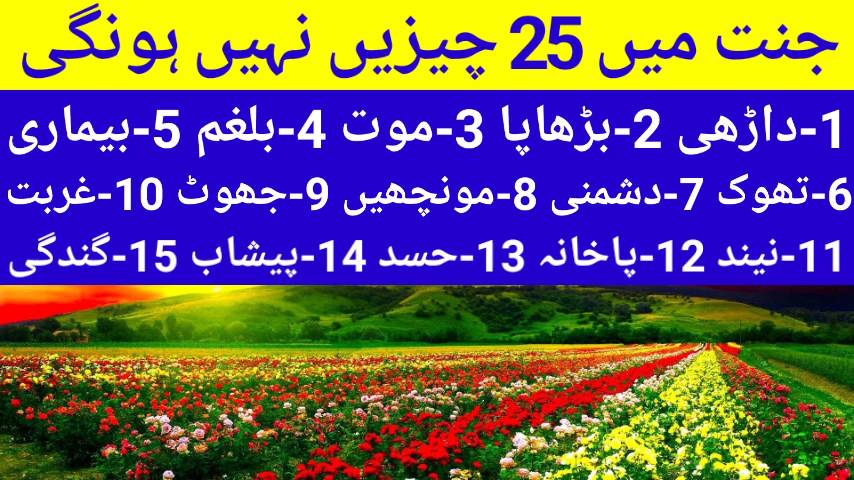 جنت میں 25 چیزیں نہیں ہونگی
1-داڑھی 2-بڑھاپا 3-موت 4-بلغم 5-بیماری
6-تھوک 7-دشمنی 8-مونچھیں 9-جھوٹ 10-غربت
11-نیند 12-پاخانہ 13-حسد 14-پیشاب 15-گندگی